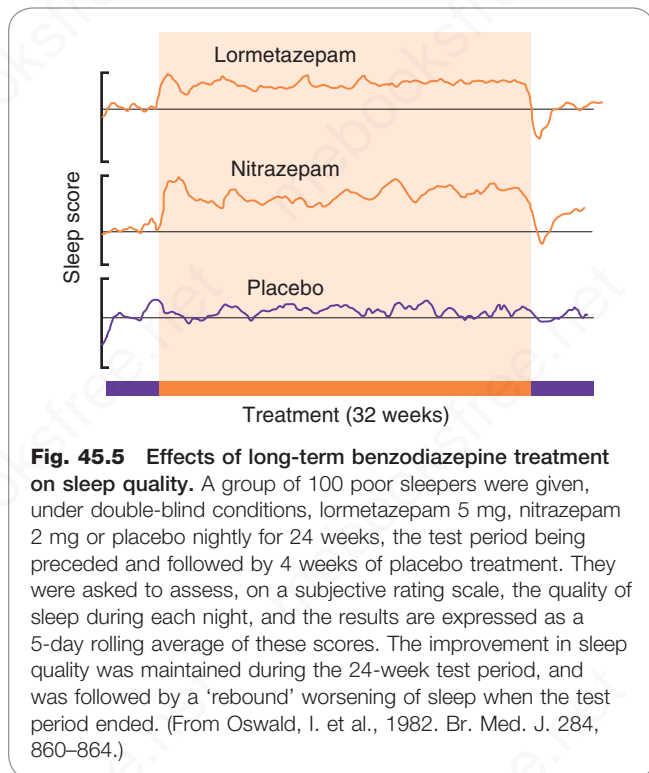 Lormetazepam
Nitrazepam
Sleep score
Placebo
Treatment (32 weeks)
Fig. 45.5 Effects of long-term benzodiazepine treatment
on sleep quality. A group of 100 poor sleepers were given,
under double-blind conditions, lormetazepam 5 mg, nitrazepam
2 mg or placebo nightly for 24 weeks, the test period being
preceded and followed by 4 weeks of placebo treatment. They
were asked to assess, on a subjective rating scale, the quality of
sleep during each night, and the results are expressed as a
5-day rolling average of these scores. The improvement in sleep
quality was maintained during the 24-week test period, and
was followed by a ‘rebound’ worsening of sleep when the test
period ended. (From Oswald, I. et al., 1982. Br. Med. J. 284,
860–864.)